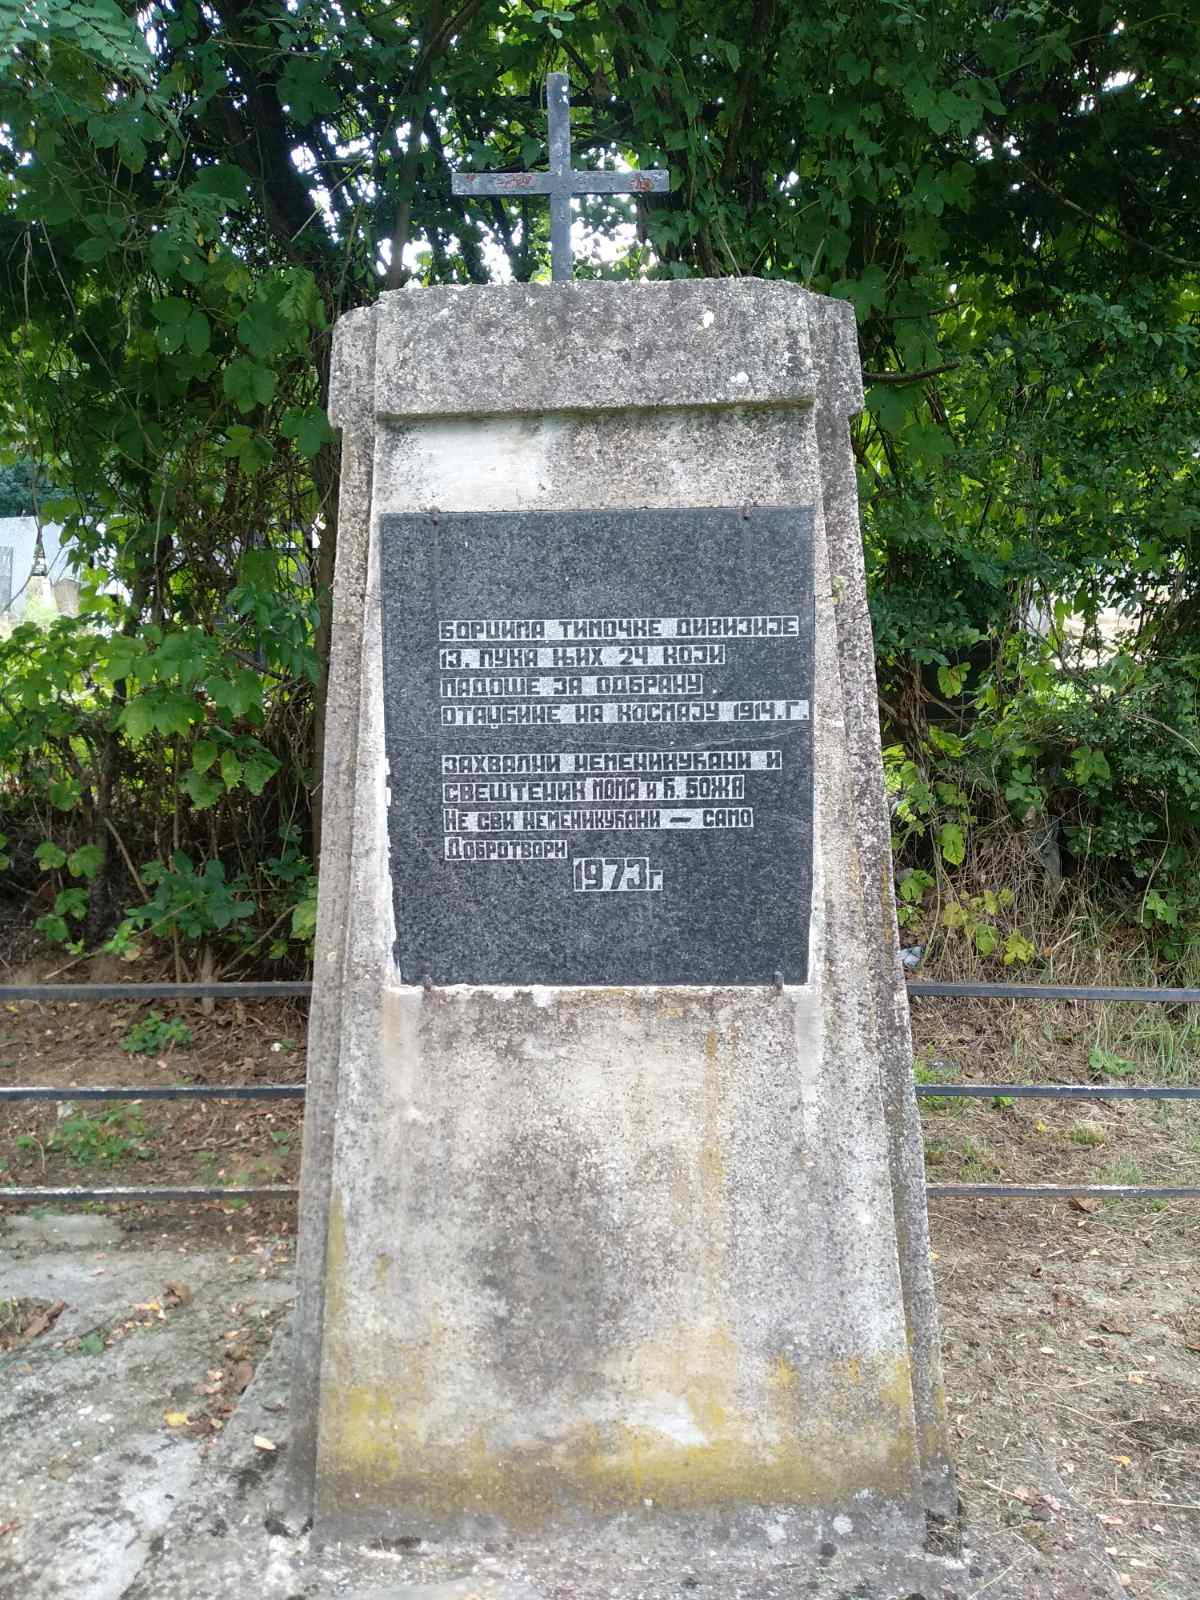 БОРЦИМА ТИМОЧКЕ ДИВИЗИЈЕ
13. ПУКА ЊИХ 24 КОЈИ
ПАДОШЕ ЗА ОДБРАНУ
ОТАЏБИНЕ НА КОСМАЈУ 1914.Г.
ЗАХВАЛНИ НЕМЕНИКУЋАНИ И
СВЕШТЕНИК МОМА И Ћ. БОЖА
НЕ СВИ НЕМЕНИКУЋАНИ — САМО
ДОБРОТВОРИ
1973г.